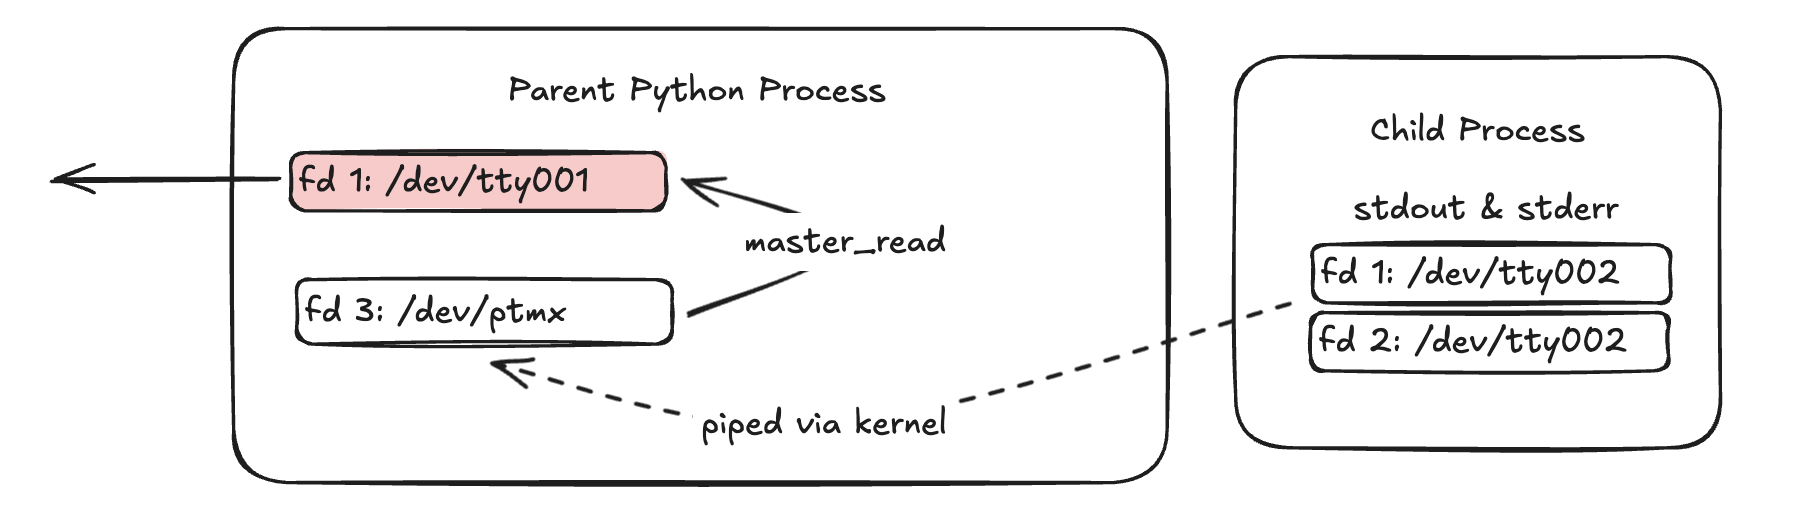 Parent Python Process
fd 1: /dev/tty001
master_read
fd 3: /dev/ptmx
piped via kernel
Child Process
stdout & stderr
fd 1: /dev/tty002
fd 2: /dev/tty002